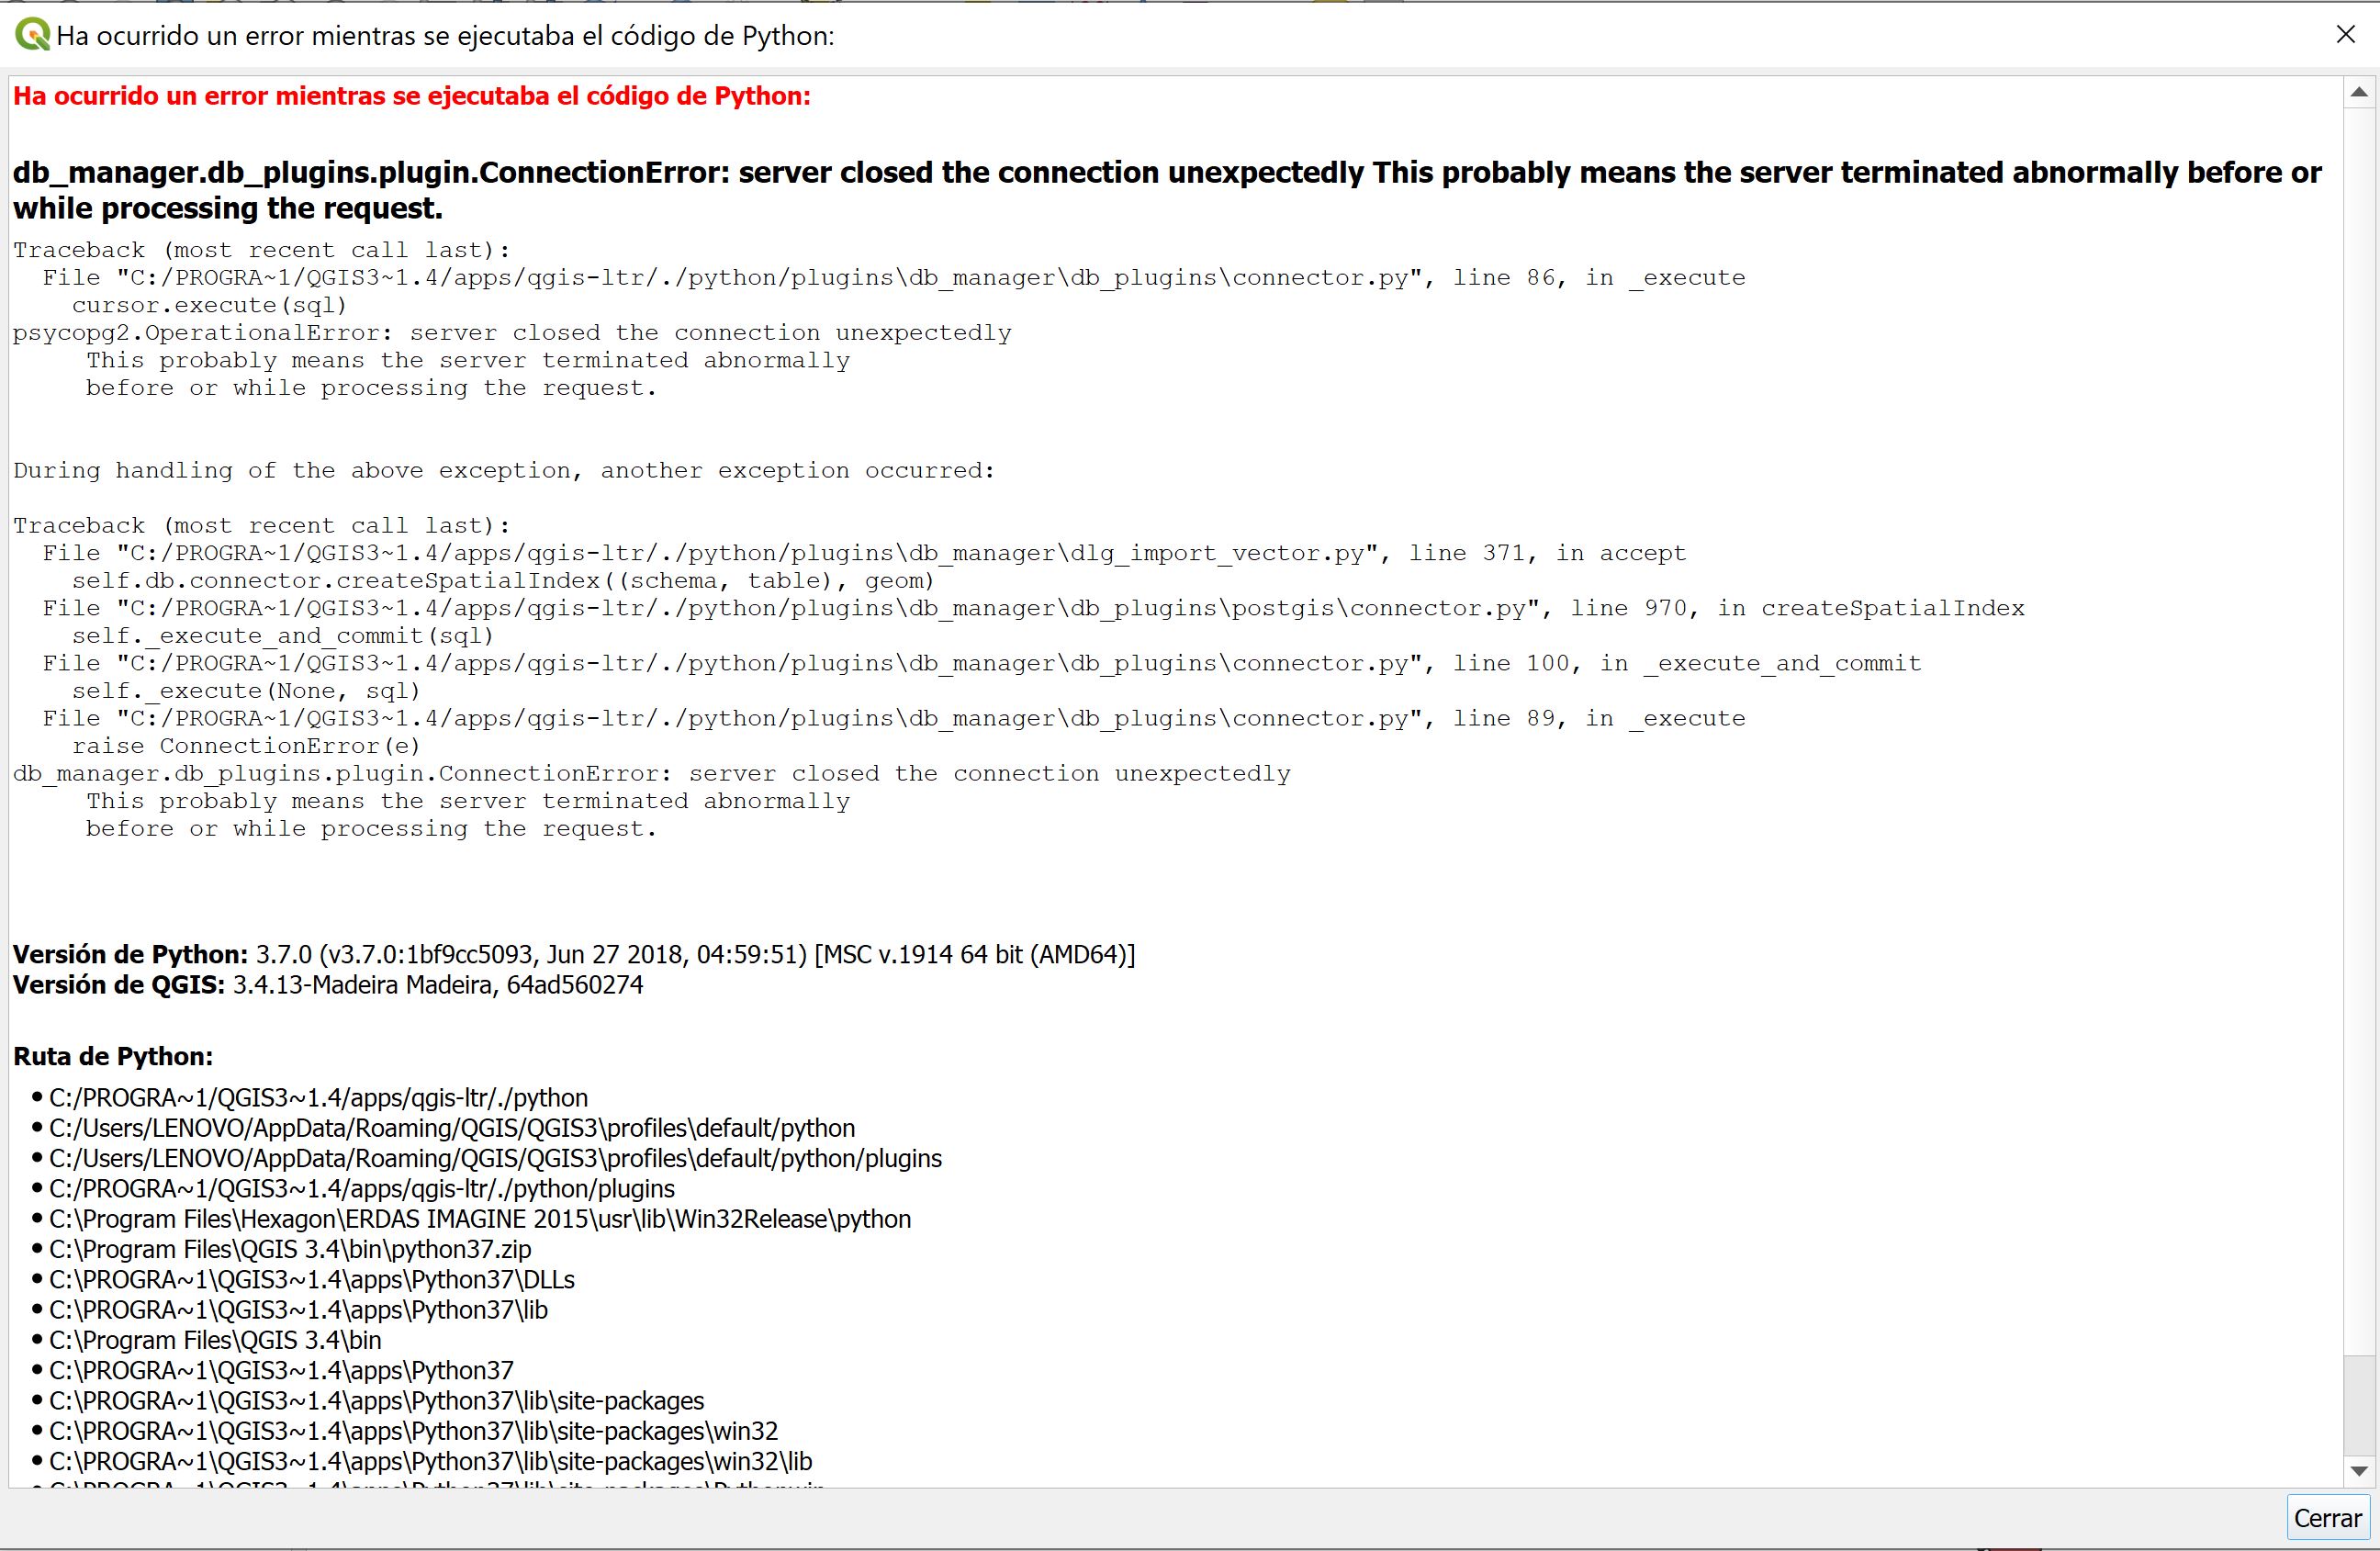 Ha ocurrido un error mientras se ejecutaba el código de Python:
Ha ocurrido un error mientras se ejecutaba el código de Python:
db_manager.db_plugins.plugin.ConnectionError: server closed the connection unexpectedly This probably means the server terminated abnormally before or
while processing the request.
Traceback (most recent call last):
  File "C:/PROGRA~1/QGIS3~1.4/apps/qgis-ltr/./python/plugins\db_manager\db_plugins\connector.py", line 86, in _execute
    cursor.execute(sql)
psycopg2.OperationalError: server closed the connection unexpectedly
     This probably means the server terminated abnormally
     before or while processing the request.
During handling of the above exception, another exception occurred:
Traceback (most recent call last):
  File "C:/PROGRA~1/QGIS3~1.4/apps/qgis-ltr/./python/plugins\db_manager\dlg_import_vector.py", line 371, in accept
    self.db.connector.createSpatialIndex((schema, table), geom)
  File "C:/PROGRA~1/QGIS3~1.4/apps/qgis-ltr/./python/plugins\db_manager\db_plugins\postgis\connector.py", line 970, in createSpatialIndex
    self._execute_and_commit(sql)
  File "C:/PROGRA~1/QGIS3~1.4/apps/qgis-ltr/./python/plugins\db_manager\db_plugins\connector.py", line 100, in _execute_and_commit
    self._execute(None, sql)
  File "C:/PROGRA~1/QGIS3~1.4/apps/qgis-ltr/./python/plugins\db_manager\db_plugins\connector.py", line 89, in _execute
    raise ConnectionError(e)
db_manager.db_plugins.plugin.ConnectionError: server closed the connection unexpectedly
     This probably means the server terminated abnormally
     before or while processing the request.
Versión de Python: 3.7.0 (v3.7.0:1bf9cc5093, Jun 27 2018, 04:59:51) [MSC v.1914 64 bit (AMD64)]
Versión de QGIS: 3.4.13-Madeira Madeira, 64ad560274
Ruta de Python:
• C:/PROGRA~1/QGIS3~1.4/apps/qgis-ltr/./python
• C:/Users/LENOVO/AppData/Roaming/QGIS/QGIS3\profiles\default/python
• C:/Users/LENOVO/AppData/Roaming/QGIS/QGIS3\profiles\default/python/plugins
• C:/PROGRA~1/QGIS3~1.4/apps/qgis-ltr/./python/plugins
• C:\Program Files\Hexagon\ERDAS IMAGINE 2015\usr\lib\Win32Release\python
• C:\Program Files\QGIS 3.4\bin\python37.zip
• C:\PROGRA~1\QGIS3~1.4\apps\Python37\DLLs
• C:\PROGRA~1\QGIS3~1.4\apps\Python37\lib
• C:\Program Files\QGIS 3.4\bin
• C:\PROGRA~1\QGIS3~1.4\apps\Python37
• C:\PROGRA~1\QGIS3~1.4\apps\Python37\lib\site-packages
• C:\PROGRA~1\QGIS3~1.4\apps\Python37\lib\site-packages\win32
• C:\PROGRA~1\QGIS3~1.4\apps\Python37\lib\site-packages\win32\lib
Cerrar